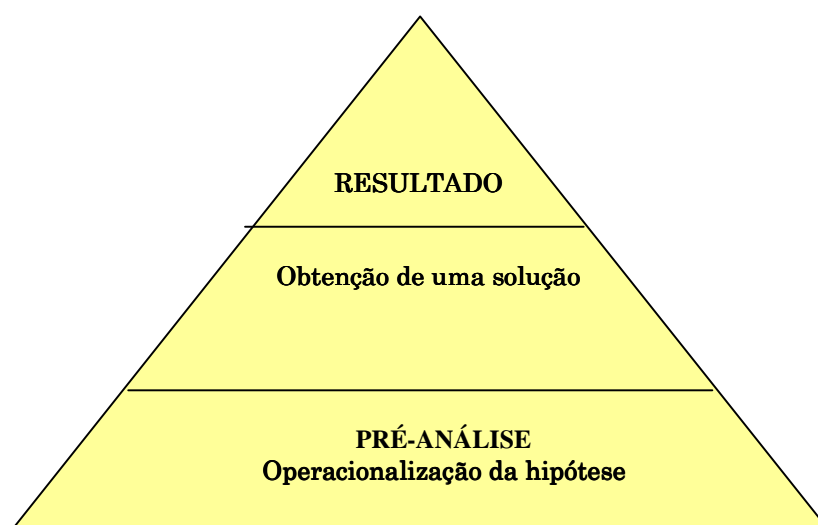 RESULTADO
Obtenção de uma solução
PRÉ-ANÁLISE
Operacionalização da hipótese